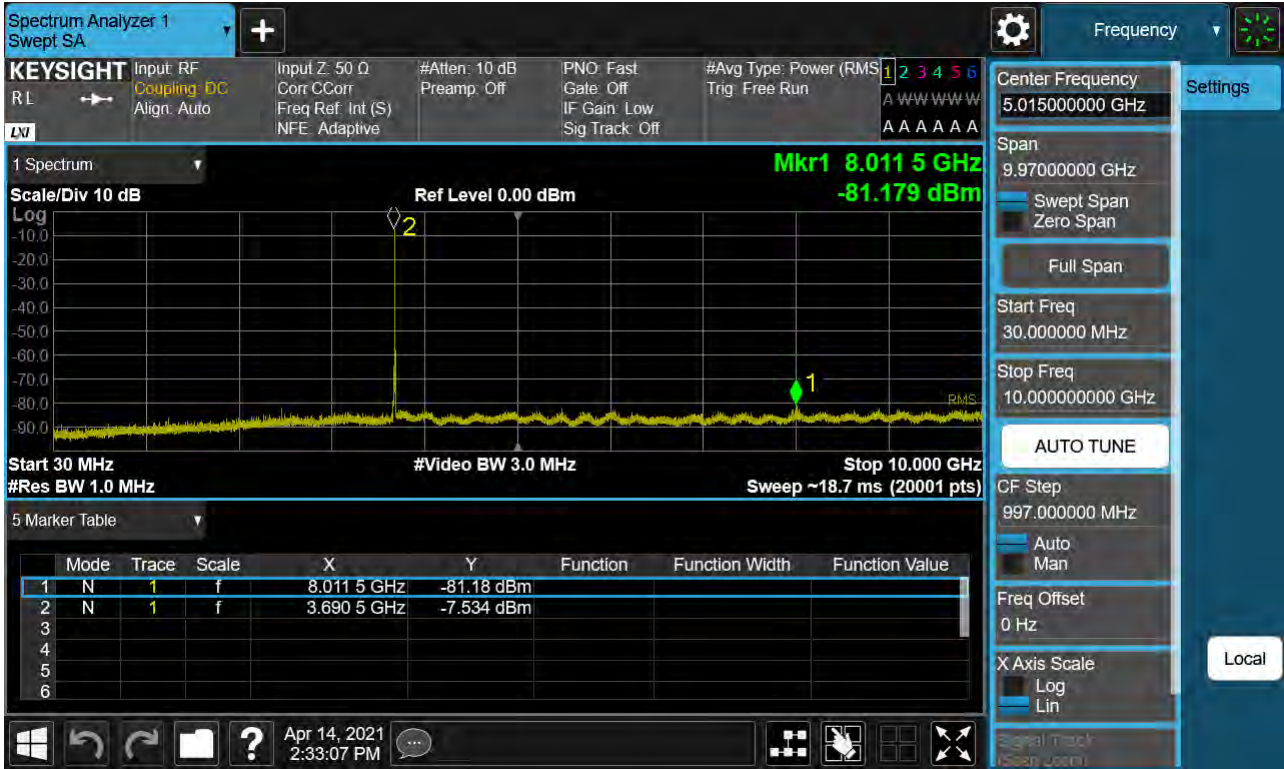 Spectrum Analyzer 1
Swept SA
Frequency
KEYSIGHT
R L
LXI
Input: RF
Coupling: DC
Align: Auto
Input Z: 50 Ω
Corr CCorr
Freq Ref: Int (S)
NFE: Adaptive
#Atten: 10 dB
Preamp: Off
PNO: Fast
Gate: Off
IF Gain: Low
Sig Track: Off
#Avg Type: Power (RMS
Trig: Free Run
1 2 3 4 5 6
A W W W W W
A A A A A A
1 Spectrum
Scale/Div 10 dB
Ref Level 0.00 dBm
Mkr1 8.011 5 GHz
-81.179 dBm
Log
-10.0
-20.0
-30.0
-40.0
-50.0
-60.0
-70.0
-80.0
-90.0
2
1
RMS
Start 30 MHz
#Video BW 3.0 MHz
Stop 10.000 GHz
#Res BW 1.0 MHz
Sweep ~18.7 ms (20001 pts)
5 Marker Table
Mode Trace Scale X Y Function Function Width Function Value
1 N 1 f 8.011 5 GHz -81.18 dBm
2 N 1 f 3.690 5 GHz -7.534 dBm
3
4
5
6
Apr 14, 2021
2:33:07 PM
Center Frequency
5.015000000 GHz
Settings
Span
9.97000000 GHz
Swept Span
Zero Span
Full Span
Start Freq
30.000000 MHz
Stop Freq
10.000000000 GHz
AUTO TUNE
CF Step
997.000000 MHz
Auto
Man
Freq Offset
0 Hz
X Axis Scale
Log
Lin
Local
Signal Track
(Span Zoom)